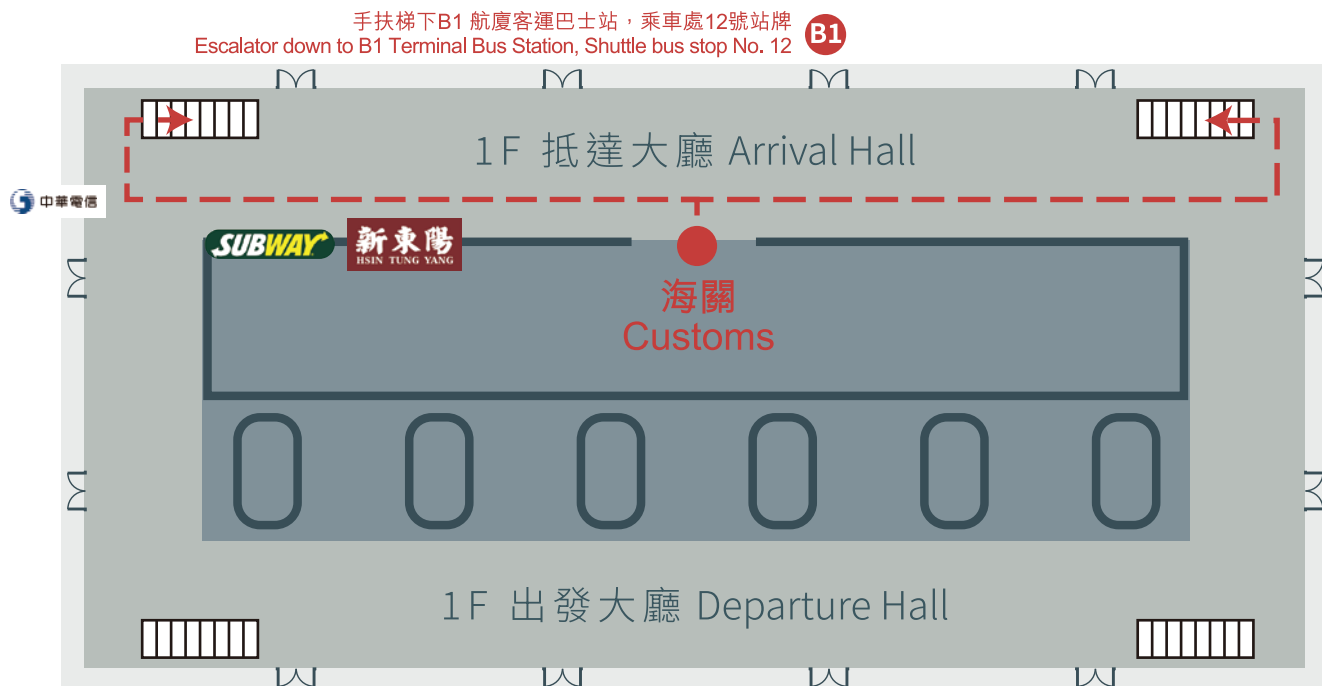 手扶梯下B1 航廈客運巴士站，乘車處12號站牌
Escalator down to B1 Terminal Bus Station, Shuttle bus stop No. 12
B1
1F 抵達大廳 Arrival Hall
中華電信
SUBWAY
新東陽
HSIN TUNG YANG
海關
Customs
1F 出發大廳 Departure Hall